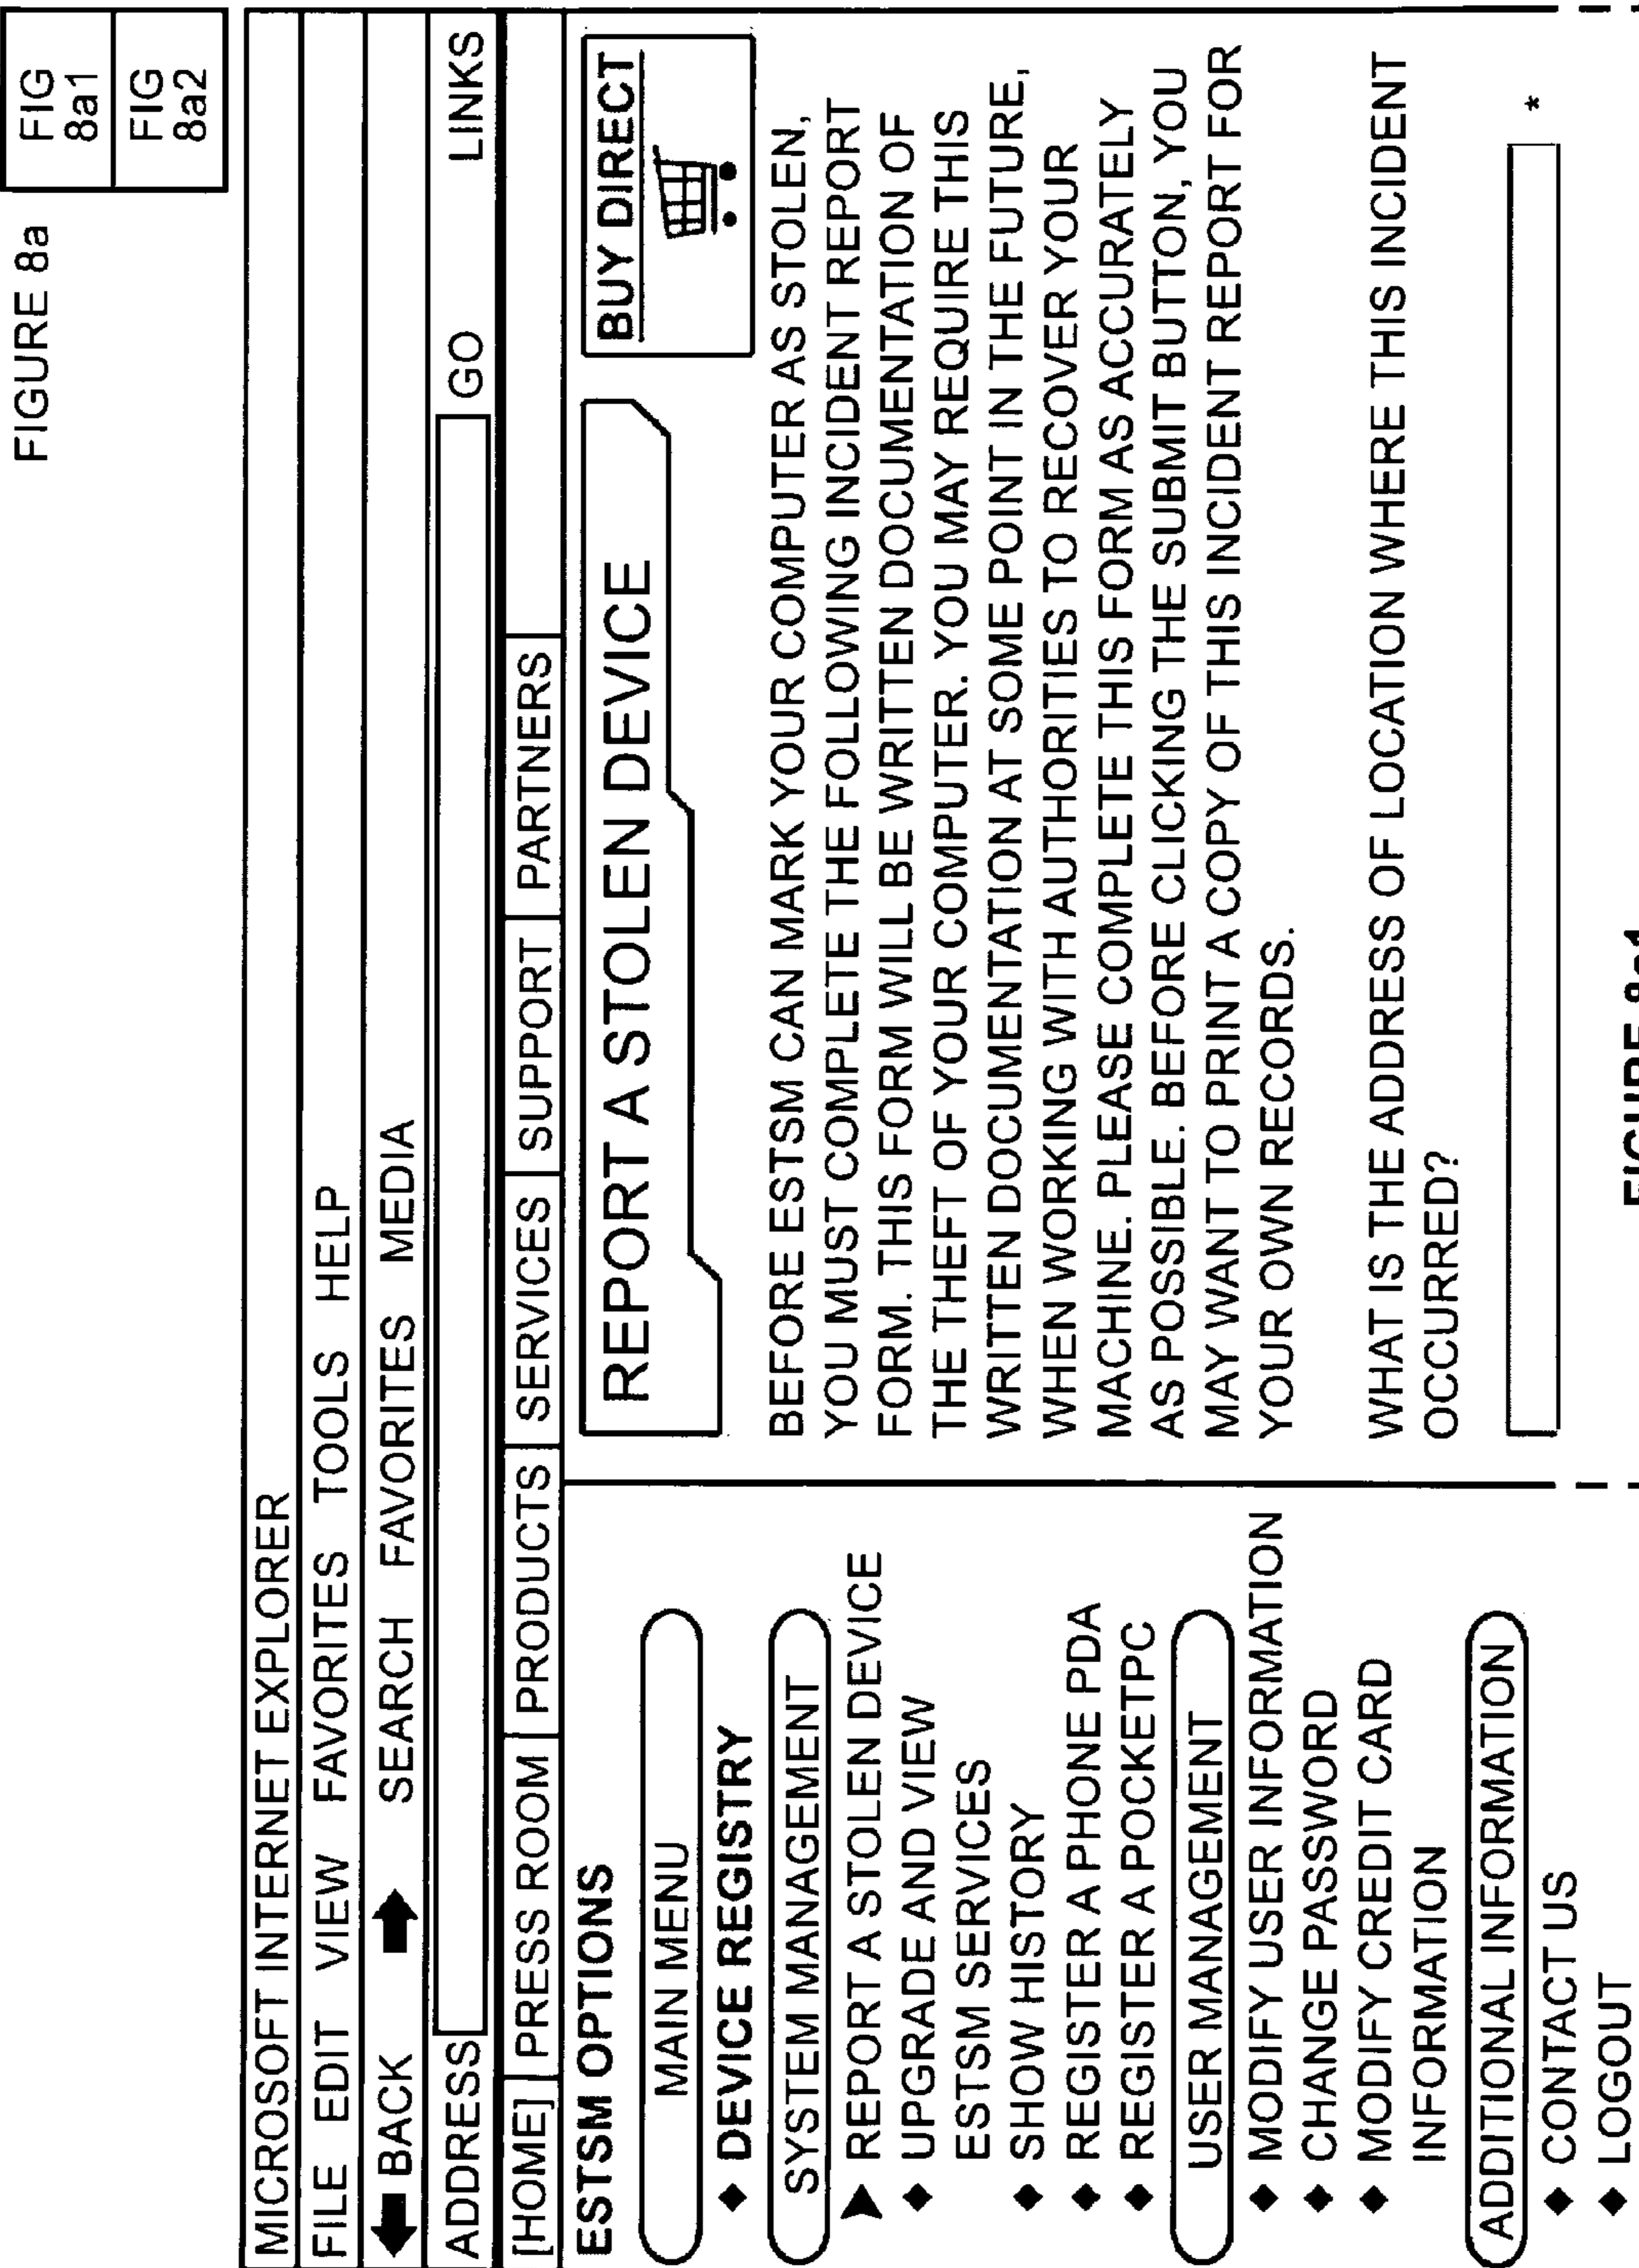 FIGURE 8a
FIG
8a1
FIG
8a2
MICROSOFT INTERNET EXPLORER
FILE EDIT VIEW FAVORITES TOOLS HELP
BACK SEARCH FAVORITES MEDIA
ADDRESS GO LINKS
[HOME] PRESS ROOM PRODUCTS SERVICES SUPPORT PARTNERS
ESTSM OPTIONS
MAIN MENU
◆ DEVICE REGISTRY
SYSTEM MANAGEMENT
➤ REPORT A STOLEN DEVICE
◆ UPGRADE AND VIEW
ESTSM SERVICES
◆ SHOW HISTORY
◆ REGISTER A PHONE PDA
◆ REGISTER A POCKETPC
USER MANAGEMENT
◆ MODIFY USER INFORMATION
◆ CHANGE PASSWORD
◆ MODIFY CREDIT CARD
INFORMATION
ADDITIONAL INFORMATION
◆ CONTACT US
◆ LOGOUT
REPORT A STOLEN DEVICE
BUY DIRECT
BEFORE ESTSM CAN MARK YOUR COMPUTER AS STOLEN,
YOU MUST COMPLETE THE FOLLOWING INCIDENT REPORT
FORM. THIS FORM WILL BE WRITTEN DOCUMENTATION OF
THE THEFT OF YOUR COMPUTER. YOU MAY REQUIRE THIS
WRITTEN DOCUMENTATION AT SOME POINT IN THE FUTURE,
WHEN WORKING WITH AUTHORITIES TO RECOVER YOUR
MACHINE. PLEASE COMPLETE THIS FORM AS ACCURATELY
AS POSSIBLE. BEFORE CLICKING THE SUBMIT BUTTON, YOU
MAY WANT TO PRINT A COPY OF THIS INCIDENT REPORT FOR
YOUR OWN RECORDS.
WHAT IS THE ADDRESS OF LOCATION WHERE THIS INCIDENT
OCCURRED?
*
FIGURE 8a1